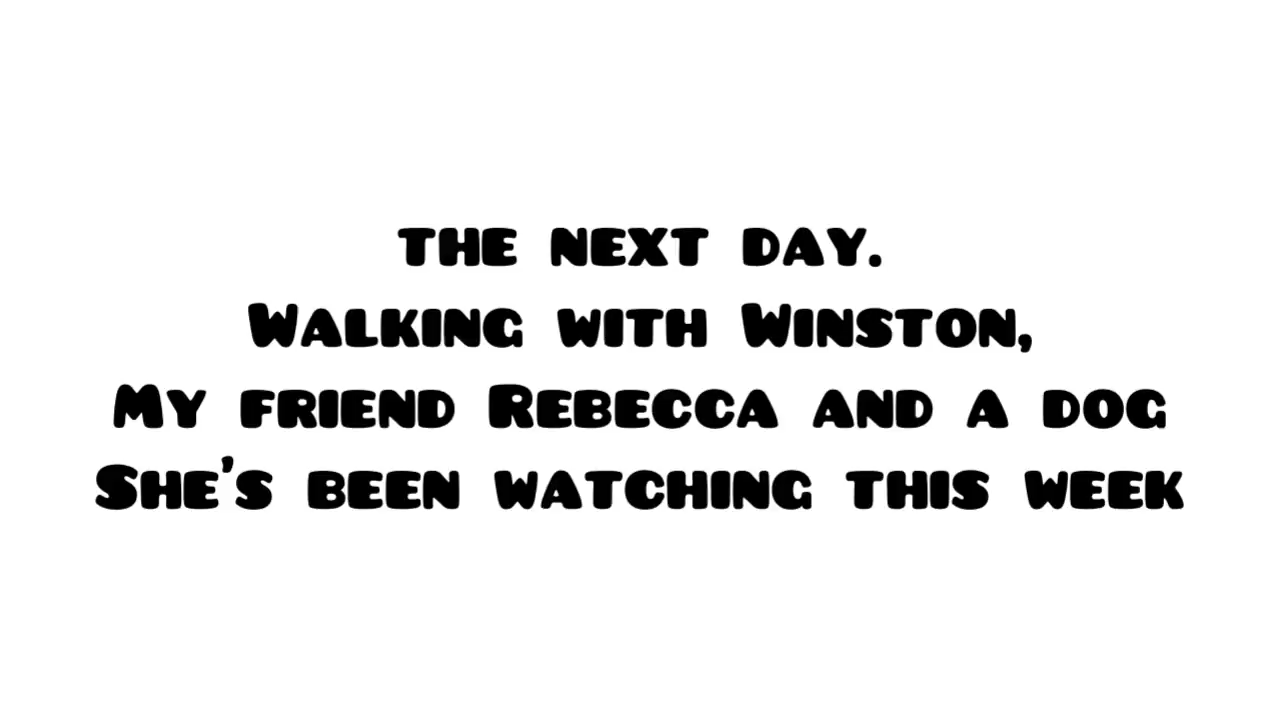 the next day.
Walking with Winston,
My friend Rebecca and a dog
She's been watching this week